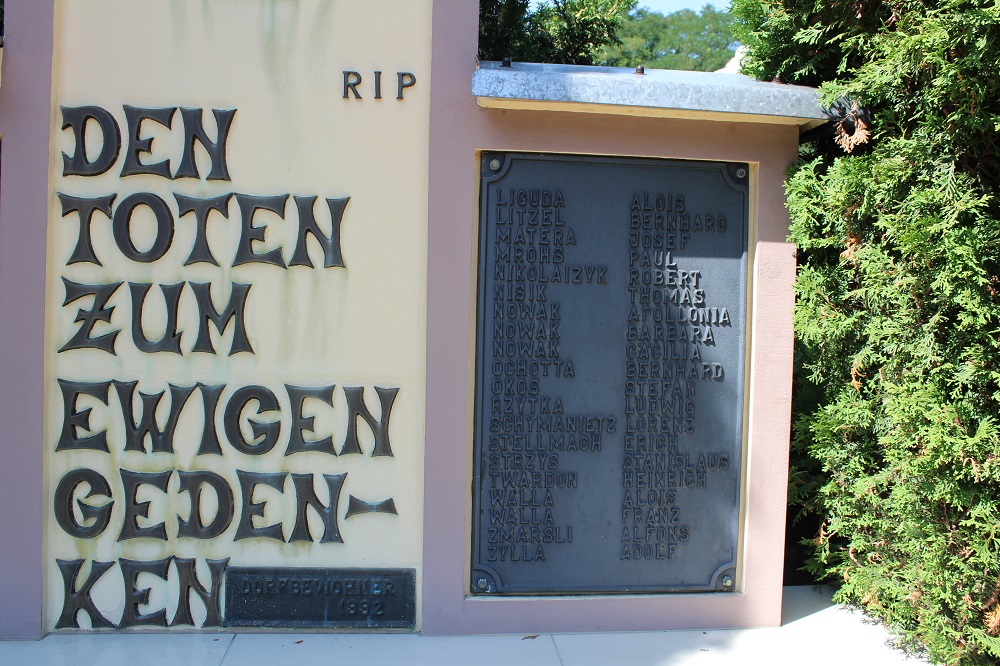 RIP
DEN
TOTEN
ZUM
EWIGEN
GEDEN-
KEN
DORFBEWOHNER
1992
LIGUDA ALOIS
LITZEL BERNHARD
MATERA JOSEF
MROHS PAUL
NIKOLAIZYK ROBERT
NISIK THOMAS
NOWAK APOLLONIA
NOWAK BARBARA
NOWAK CÄCILIA
OCHOTTA BERNHARD
OKOS STEFAN
RZYTKA LUDWIG
SCHYMANIETZ LORENZ
STELLMACH ERICH
STRZYS STANISLAUS
TWARDON HEINRICH
WALLA ALOIS
WALLA FRANZ
ZMARSLI ALFONS
ZYLLA ADOLF